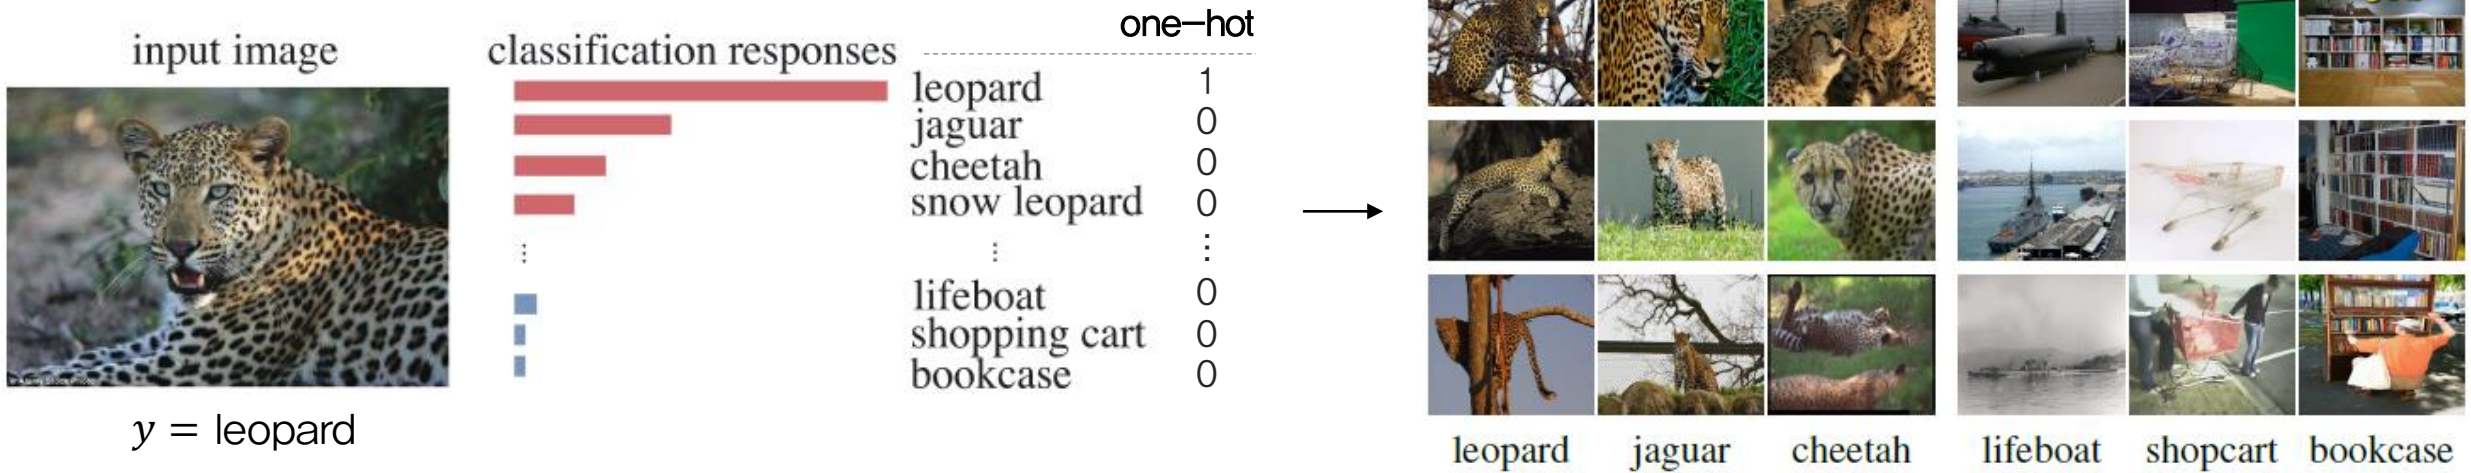 input image
y = leopard
classification responses
one–hot
leopard 1
jaguar 0
cheetah 0
snow leopard 0
⋮ ⋮ ⋮
lifeboat 0
shopping cart 0
bookcase 0
leopard jaguar cheetah lifeboat shopcart bookcase